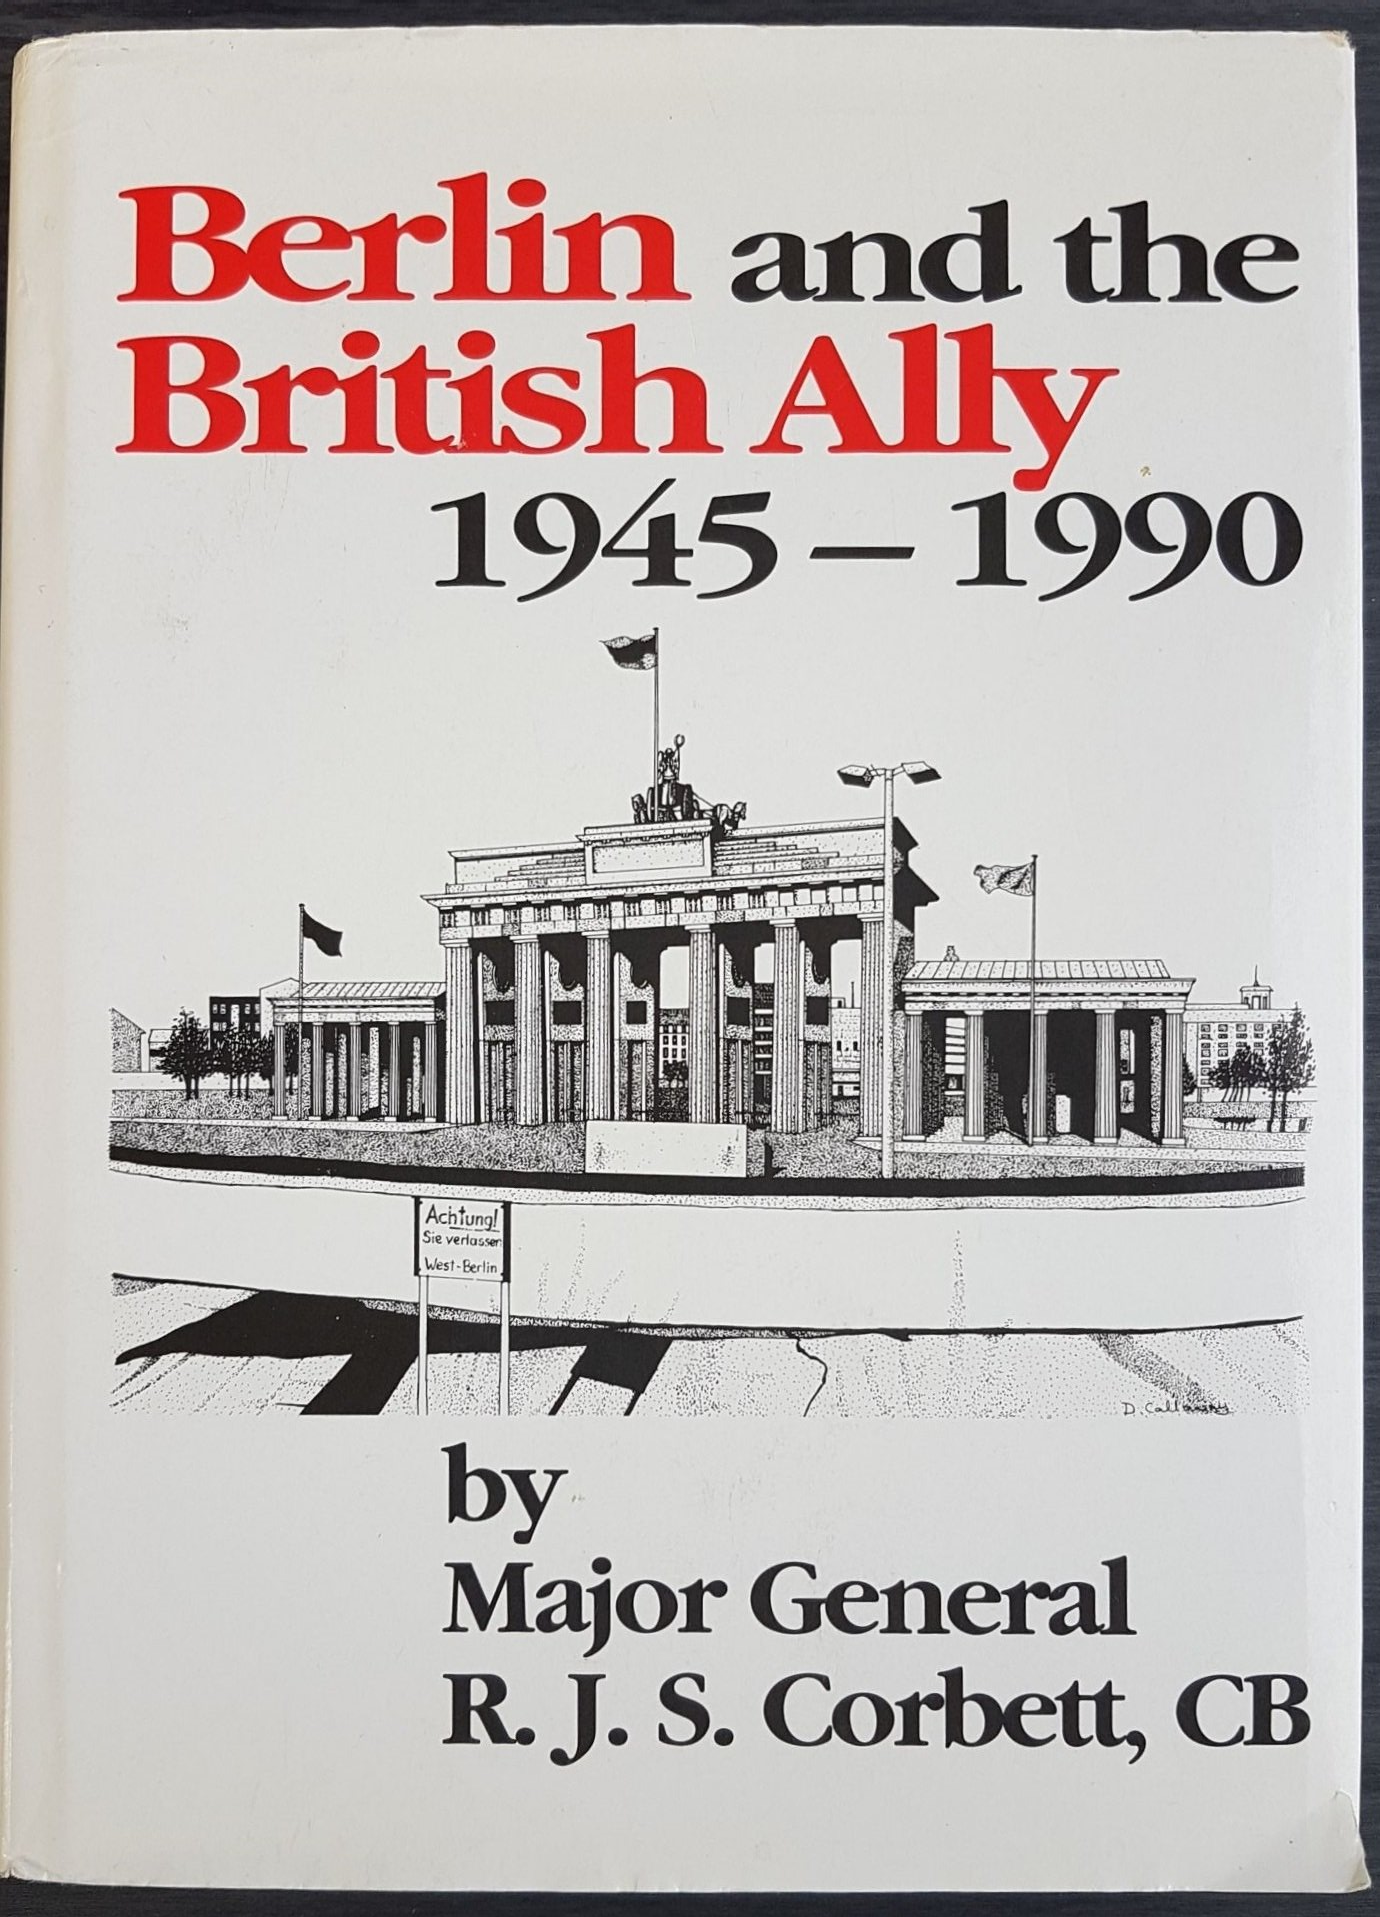 Berlin and the
British Ally
1945 – 1990
Achtung!
Sie verlassen
West-Berlin
by
Major General
R. J. S. Corbett, CB